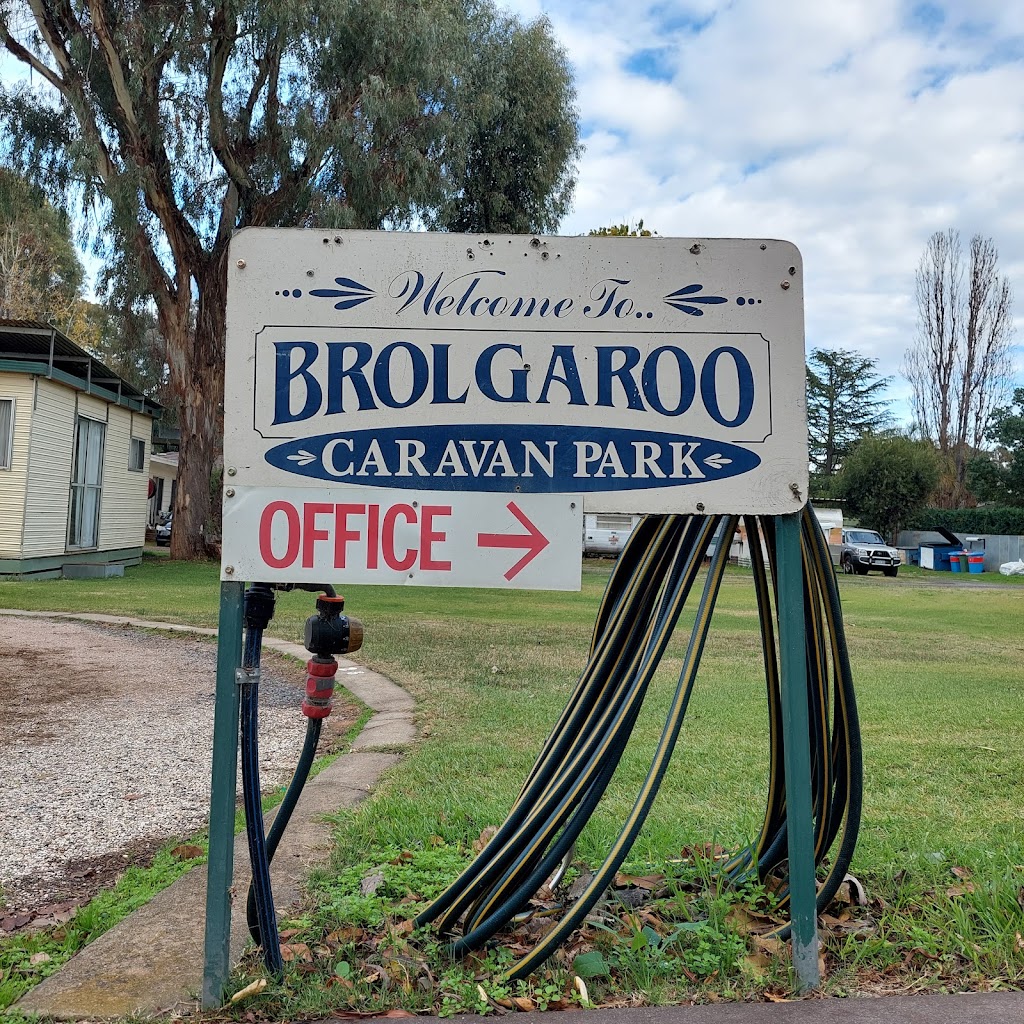 Welcome To..
BROLGAROO
CARAVAN PARK
OFFICE →